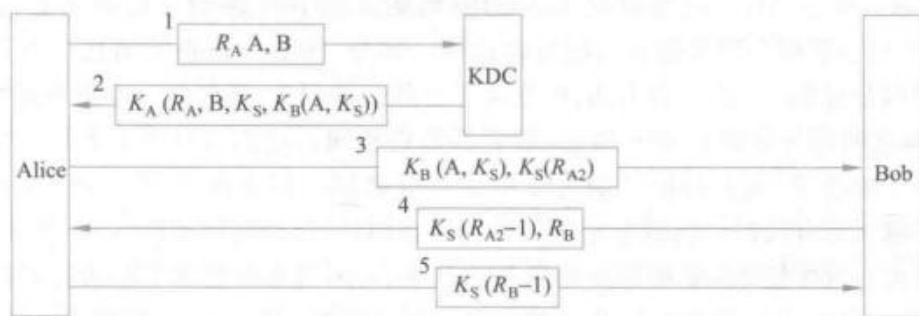 1
R_A A, B
KDC
2
K_A (R_A, B, K_S, K_B(A, K_S))
3
Alice
K_B (A, K_S), K_S(R_A2)
Bob
4
K_S (R_A2–1), R_B
5
K_S (R_B–1)